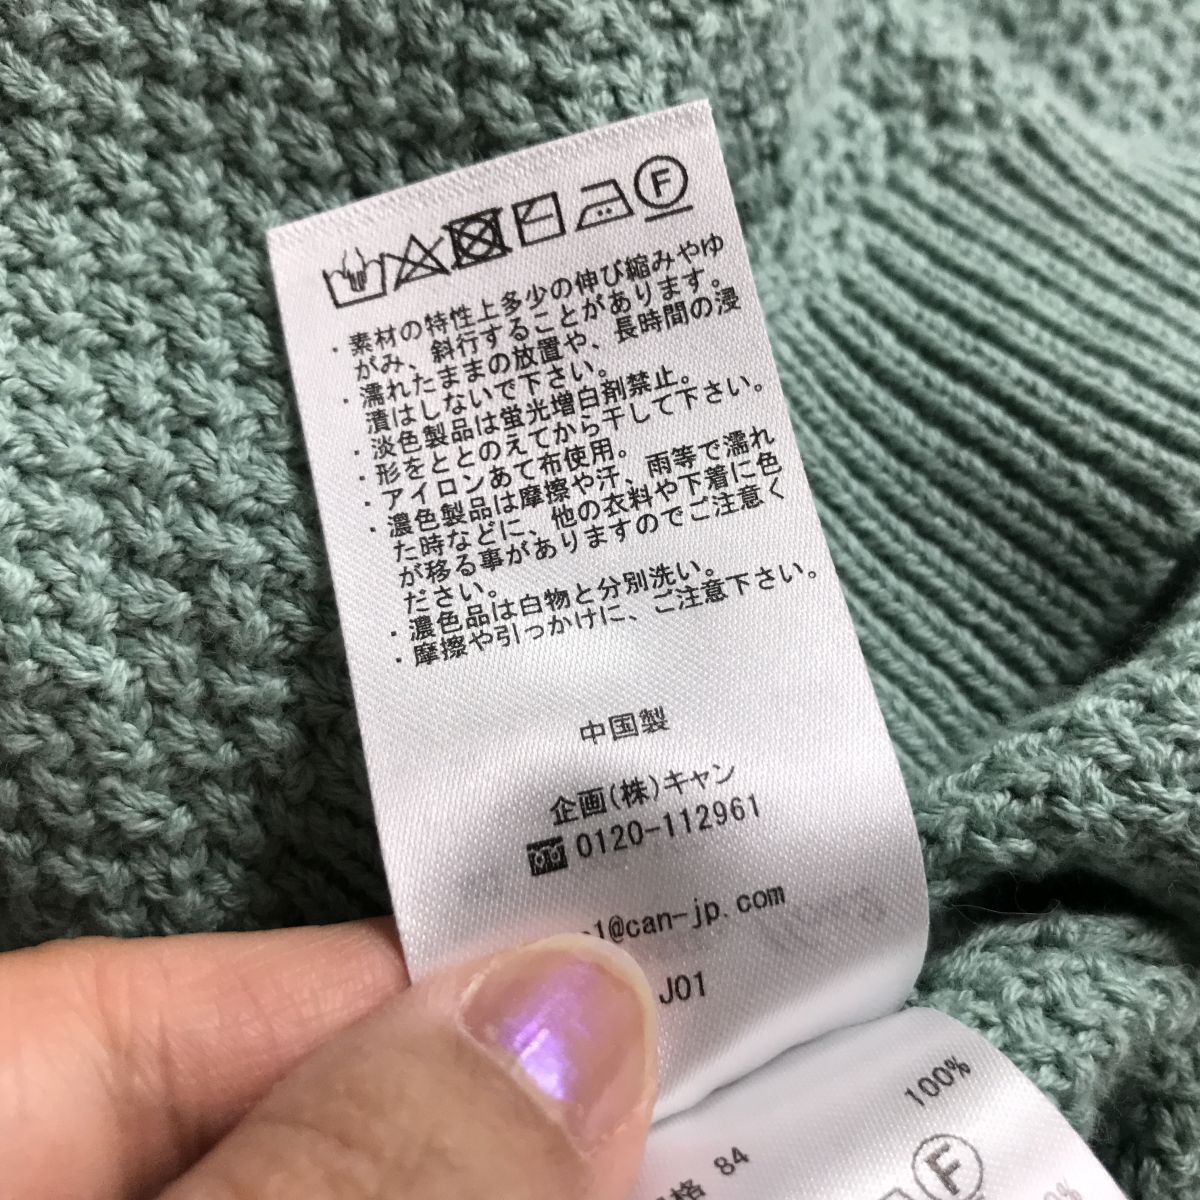 F
・素材の特性上多少の伸び縮みやゆ
がみ、斜行することがあります。
・濡れたままの放置や、長時間の浸
漬はしないで下さい。
・淡色製品は蛍光増白剤禁止。
・形をととのえてから干して下さい。
・アイロンあて布使用。
・濃色製品は摩擦や汗、雨等で濡れ
た時などに、他の衣料や下着に色
が移る事がありますのでご注意く
ださい。
・濃色品は白物と分別洗い。
・摩擦や引っかけに、ご注意下さい。
中国製
企画(株)キャン
0120-112961
1@can-jp.com
J01
100%
格 84
F